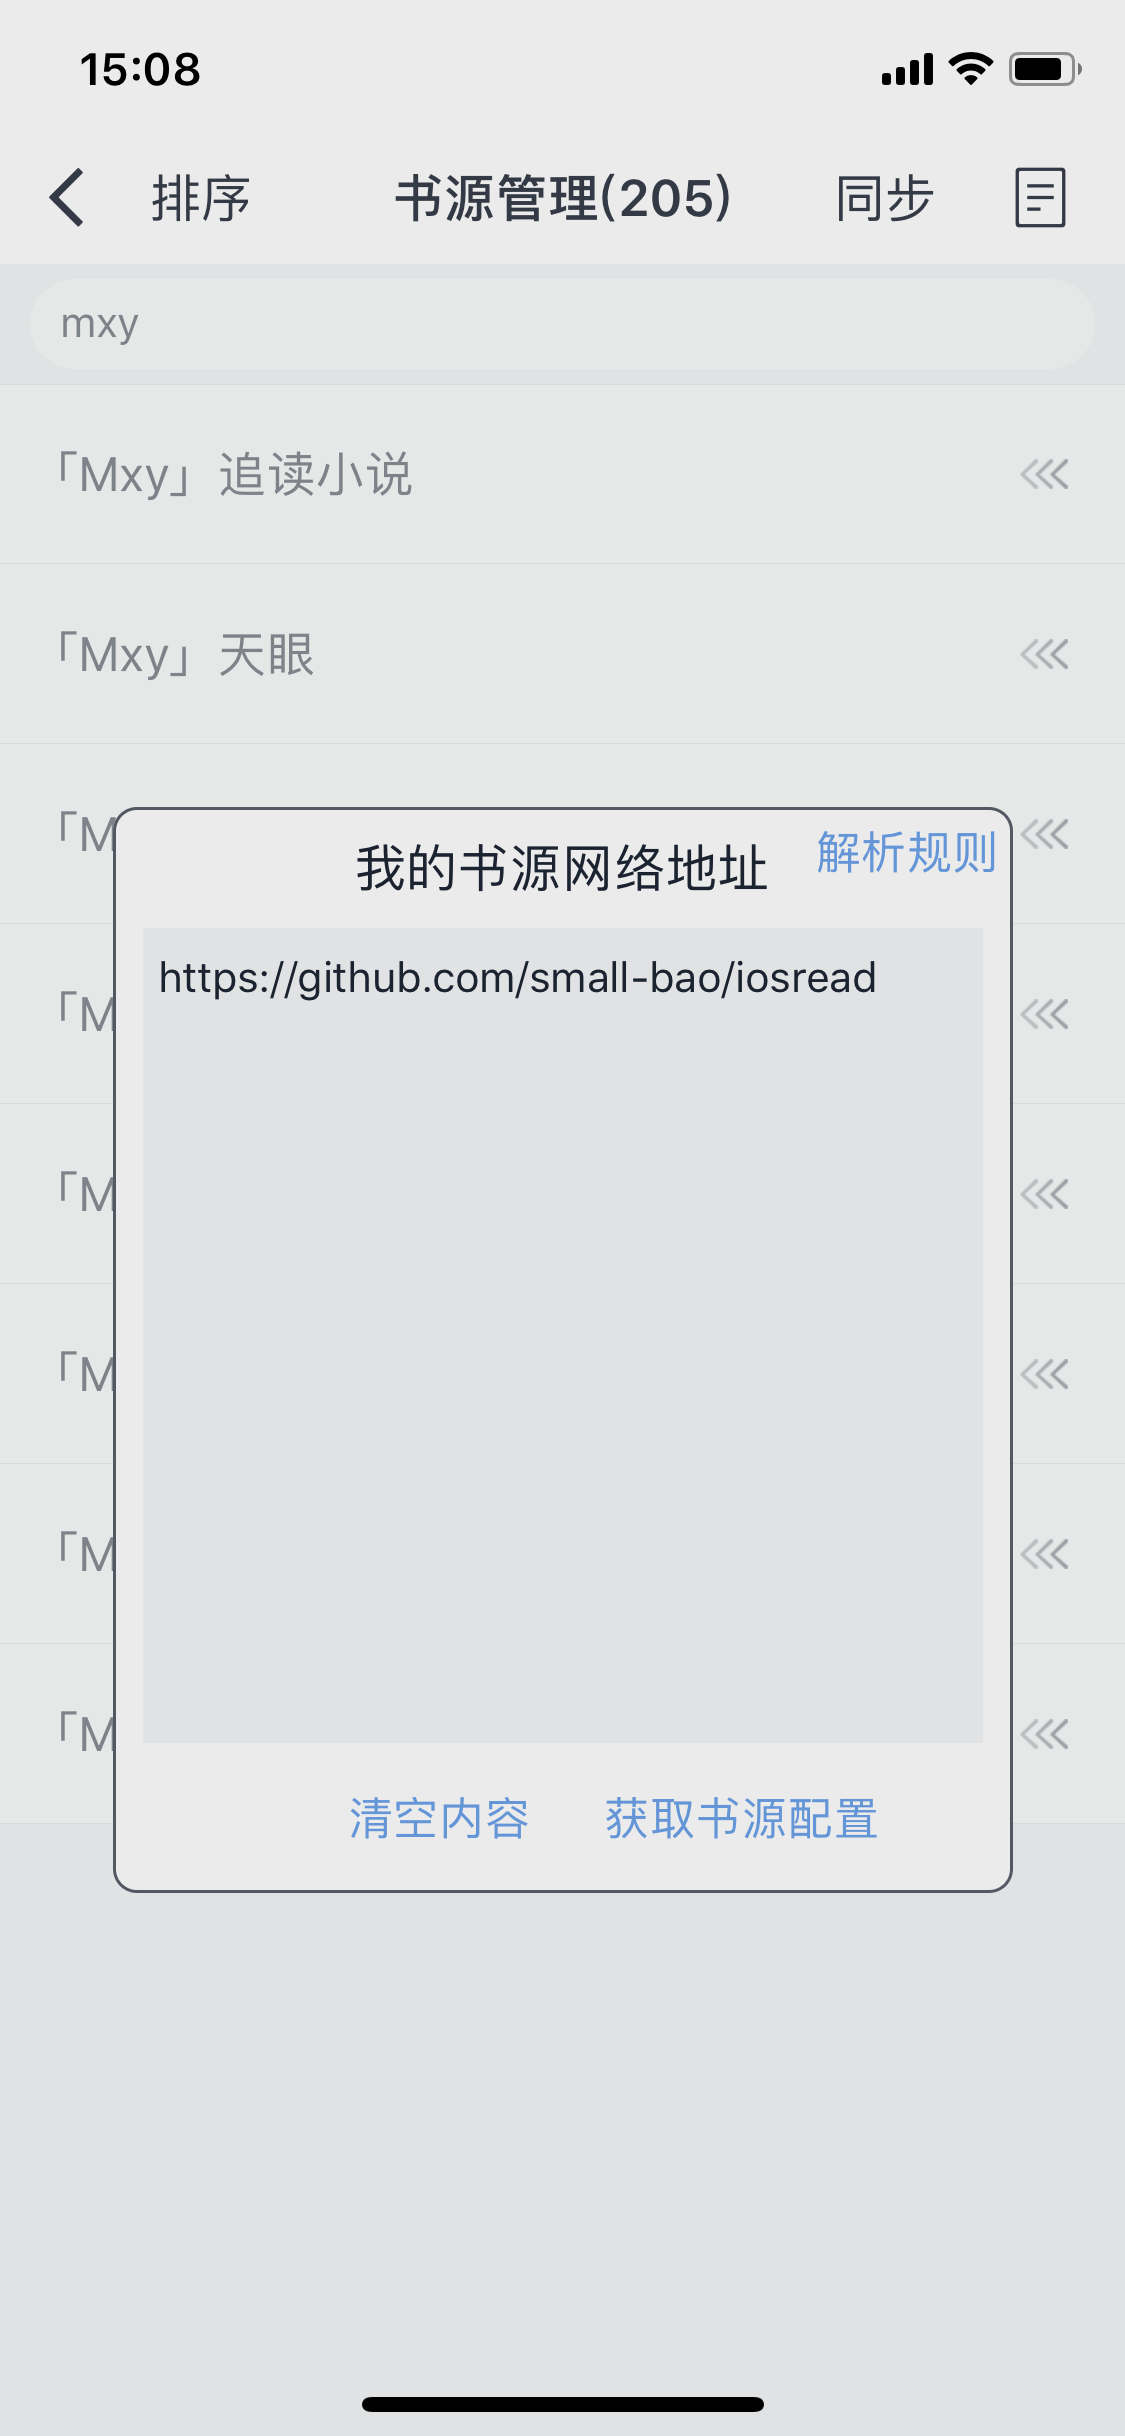 15:08
排序 书源管理(205) 同步
mxy
「Mxy」追读小说
「Mxy」天眼
「M
我的书源网络地址 解析规则
https://github.com/small-bao/iosread
「M
「M
「M
「M
「M
清空内容 获取书源配置